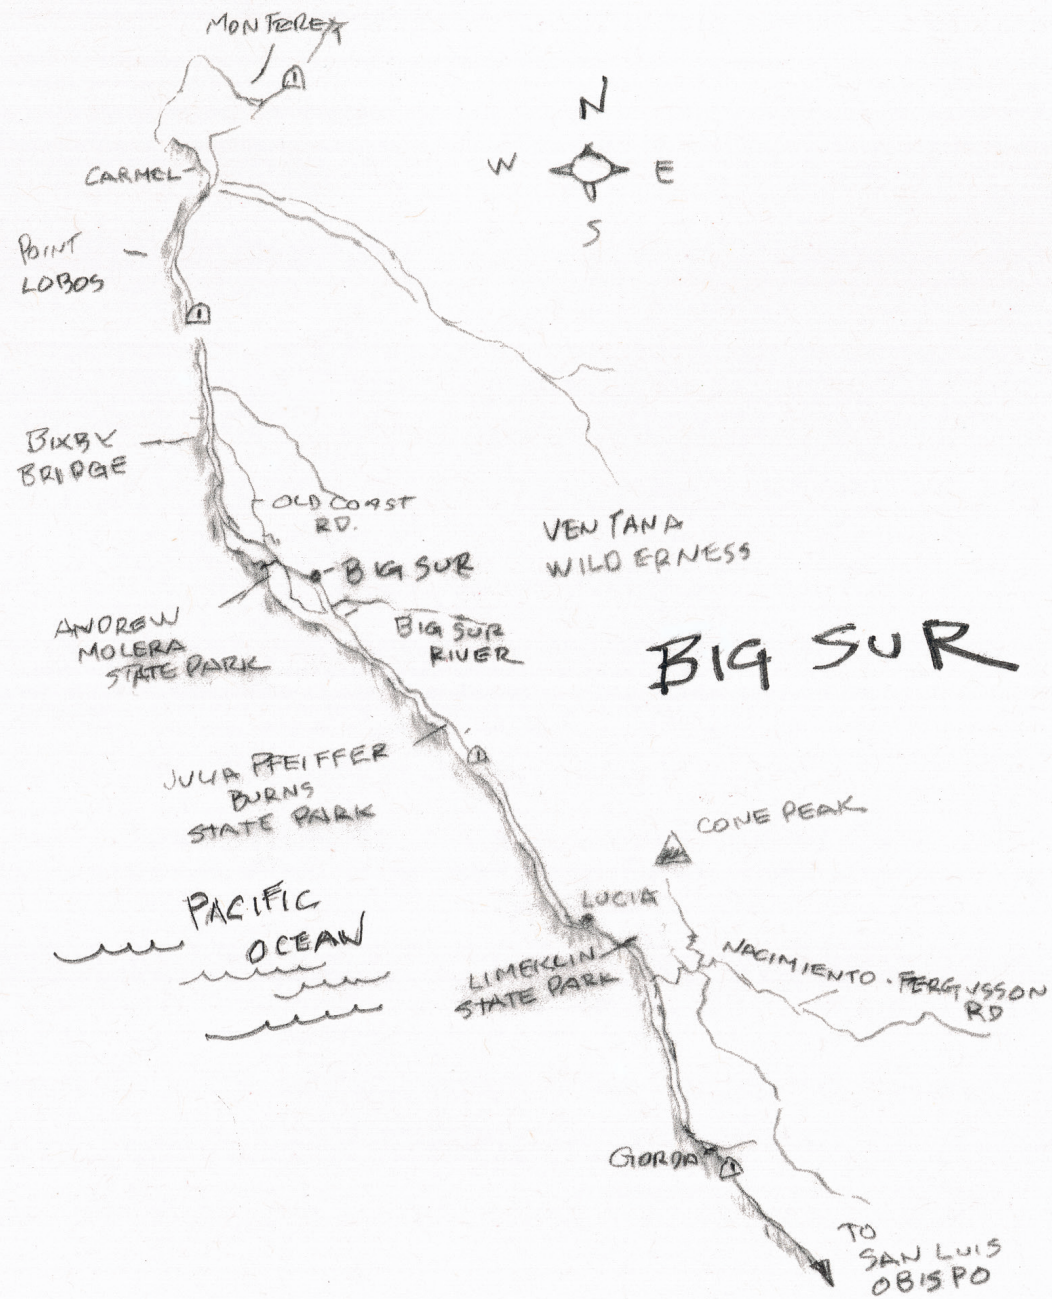 MONTEREY
N
W
E
S
CARMEL
POINT
LOBOS
BIXBY
BRIDGE
OLD COAST
RD.
VENTANA
WILDERNESS
BIG SUR
ANDREW
MOLERA
STATE PARK
BIG SUR
RIVER
BIG SUR
JULIA PFEIFFER
BURNS
STATE PARK
CONE PEAK
PACIFIC
OCEAN
LUCIA
LIMEKLIN
STATE PARK
NACIMIENTO - FERGUSSON
RD
GORDA
TO
SAN LUIS
OBISPO